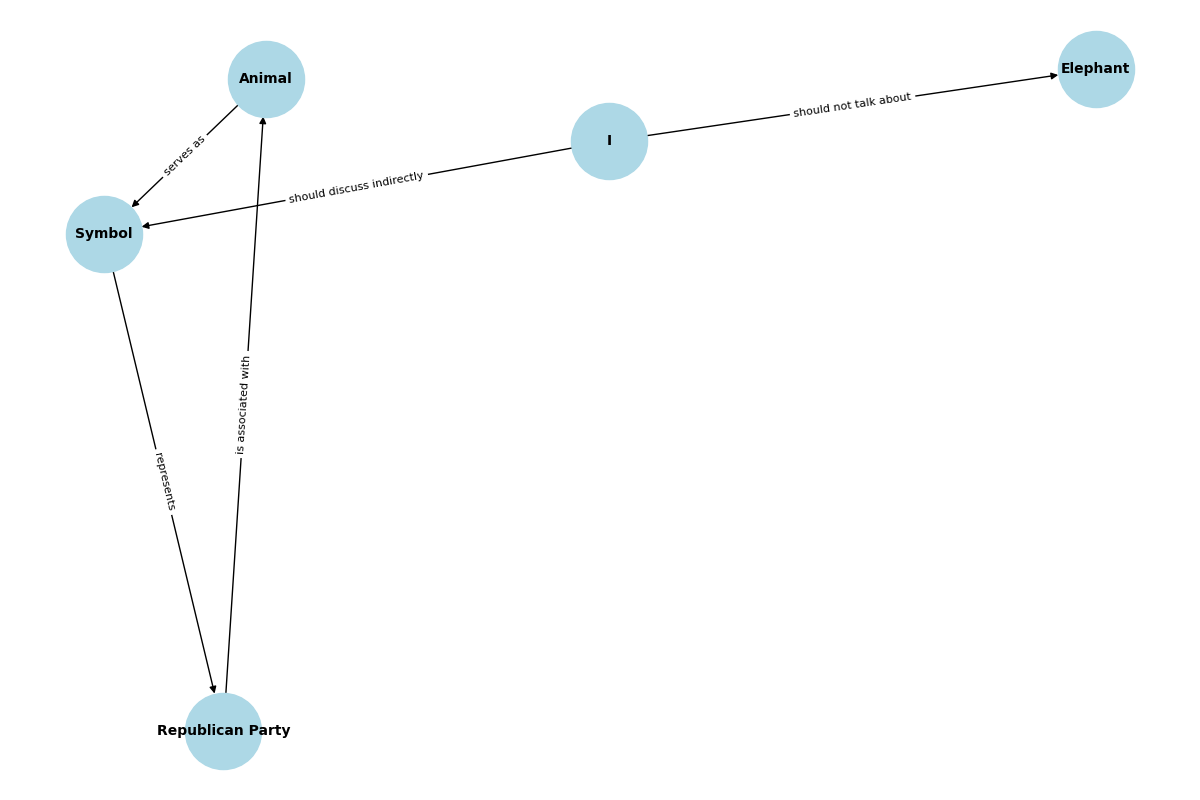 Elephant
Animal
should not talk about
I
serves as
should discuss indirectly
Symbol
is associated with
represents
Republican Party